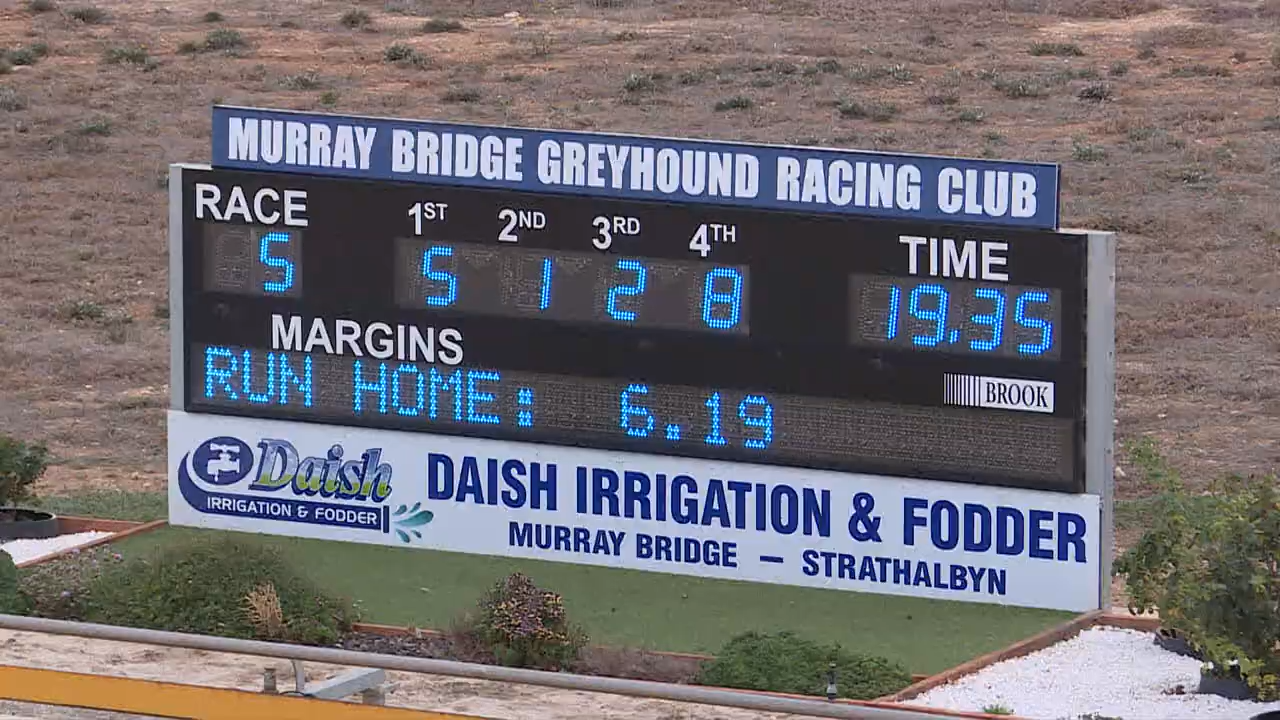 MURRAY BRIDGE GREYHOUND RACING CLUB
RACE 1ST 2ND 3RD 4TH TIME
5 5 1 2 8 19.35
MARGINS
RUN HOME: 6.19
BROOK
Daish
IRRIGATION & FODDER
DAISH IRRIGATION & FODDER
MURRAY BRIDGE – STRATHALBYN